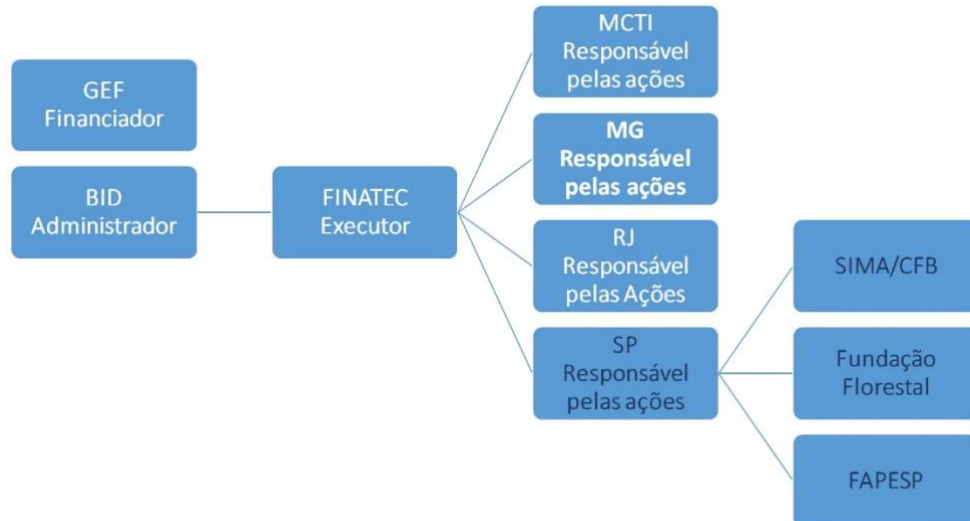 GEF
Financiador
BID
Administrador
FINATEC
Executor
MCTI
Responsável
pelas ações
MG
Responsável
pelas ações
RJ
Responsável
pelas Ações
SP
Responsável
pelas ações
SIMA/CFB
Fundação
Florestal
FAPESP